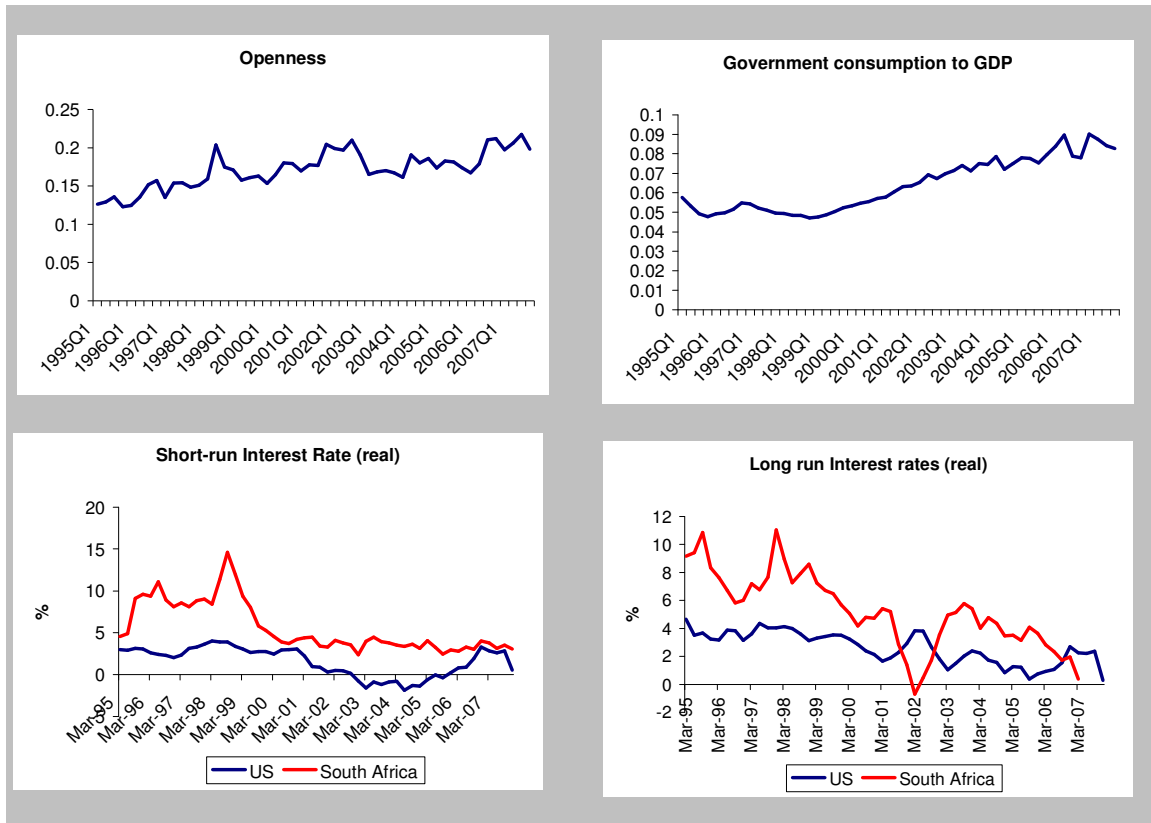 Openness
0.25
0.2
0.15
0.1
0.05
0
1995Q1
1996Q1
1997Q1
1998Q1
1999Q1
2000Q1
2001Q1
2002Q1
2003Q1
2004Q1
2005Q1
2006Q1
2007Q1
Government consumption to GDP
0.1
0.09
0.08
0.07
0.06
0.05
0.04
0.03
0.02
0.01
0
1995Q1
1996Q1
1997Q1
1998Q1
1999Q1
2000Q1
2001Q1
2002Q1
2003Q1
2004Q1
2005Q1
2006Q1
2007Q1
Short-run Interest Rate (real)
%
20
15
10
5
0
-5
Mar-95
Mar-96
Mar-97
Mar-98
Mar-99
Mar-00
Mar-01
Mar-02
Mar-03
Mar-04
Mar-05
Mar-06
Mar-07
US
South Africa
Long run Interest rates (real)
%
12
10
8
6
4
2
0
-2
Mar-95
Mar-96
Mar-97
Mar-98
Mar-99
Mar-00
Mar-01
Mar-02
Mar-03
Mar-04
Mar-05
Mar-06
Mar-07
US
South Africa